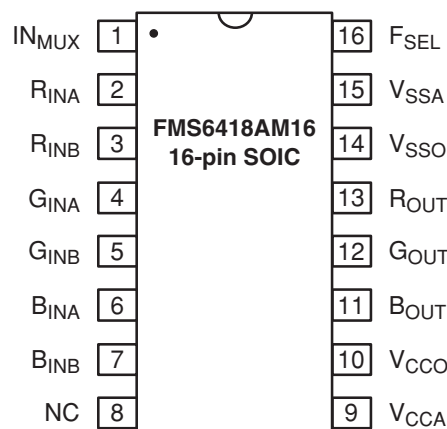 IN_MUX 1 16 F_SEL
R_INA 2 15 V_SSA
FMS6418AM16
R_INB 3 14 V_SSO
16-pin SOIC
G_INA 4 13 R_OUT
G_INB 5 12 G_OUT
B_INA 6 11 B_OUT
B_INB 7 10 V_CCO
NC 8 9 V_CCA